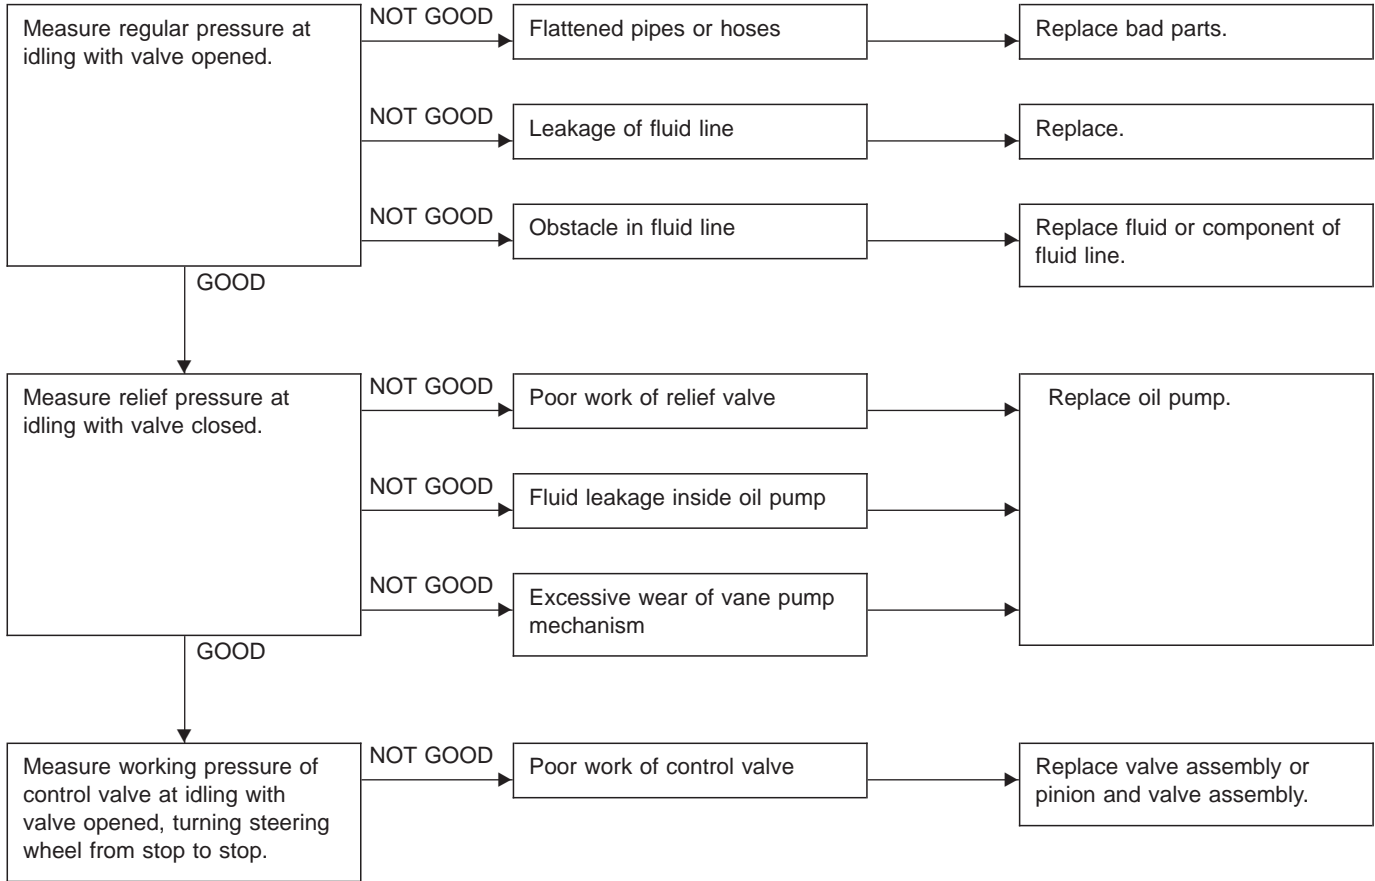 Measure regular pressure at
idling with valve opened.
NOT GOOD
Flattened pipes or hoses
Replace bad parts.
NOT GOOD
Leakage of fluid line
Replace.
NOT GOOD
Obstacle in fluid line
Replace fluid or component of
fluid line.
GOOD
Measure relief pressure at
idling with valve closed.
NOT GOOD
Poor work of relief valve
Replace oil pump.
NOT GOOD
Fluid leakage inside oil pump
NOT GOOD
Excessive wear of vane pump
mechanism
GOOD
Measure working pressure of
control valve at idling with
valve opened, turning steering
wheel from stop to stop.
NOT GOOD
Poor work of control valve
Replace valve assembly or
pinion and valve assembly.